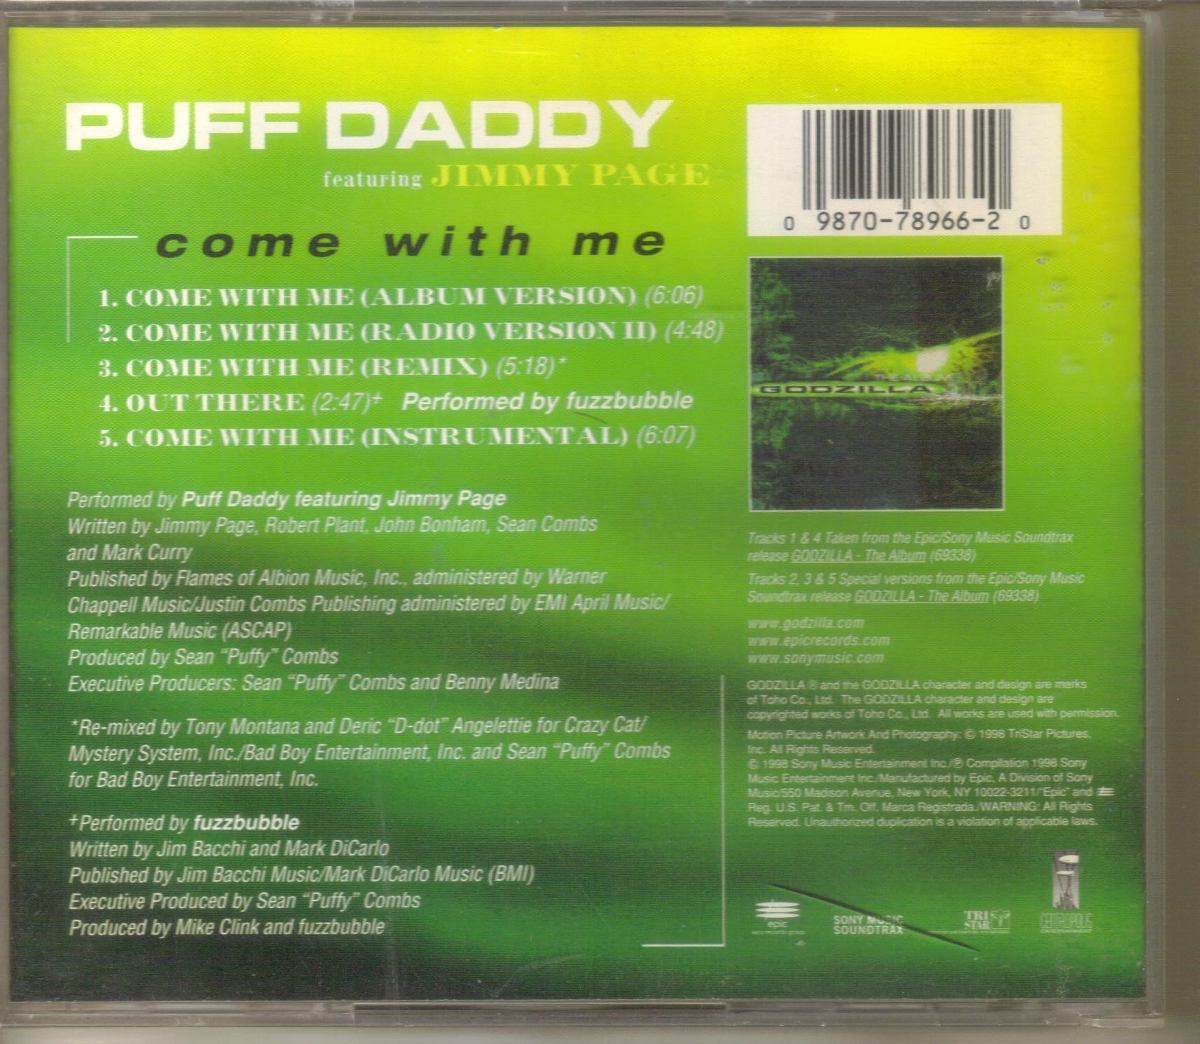 PUFF DADDY
featuring JIMMY PAGE
come with me
1. COME WITH ME (ALBUM VERSION) (6:06)
2. COME WITH ME (RADIO VERSION II) (4:48)
3. COME WITH ME (REMIX) (5:18)*
4. OUT THERE (2:47)+ Performed by fuzzbubble
5. COME WITH ME (INSTRUMENTAL) (6:07)
Performed by Puff Daddy featuring Jimmy Page
Written by Jimmy Page, Robert Plant, John Bonham, Sean Combs
and Mark Curry
Published by Flames of Albion Music, Inc., administered by Warner
Chappell Music/Justin Combs Publishing administered by EMI April Music/
Remarkable Music (ASCAP)
Produced by Sean "Puffy" Combs
Executive Producers: Sean "Puffy" Combs and Benny Medina
*Re-mixed by Tony Montana and Deric "D-dot" Angelettie for Crazy Cat/
Mystery System, Inc./Bad Boy Entertainment, Inc. and Sean "Puffy" Combs
for Bad Boy Entertainment, Inc.
+Performed by fuzzbubble
Written by Jim Bacchi and Mark DiCarlo
Published by Jim Bacchi Music/Mark DiCarlo Music (BMI)
Executive Produced by Sean "Puffy" Combs
Produced by Mike Clink and fuzzbubble
0 9870-78966-2 0
GODZILLA
Tracks 1 & 4 Taken from the Epic/Sony Music Soundtrax
release GODZILLA - The Album (69338)
Tracks 2, 3 & 5 Special versions from the Epic/Sony Music
Soundtrax release GODZILLA - The Album (69338)
www.godzilla.com
www.epicrecords.com
www.sonymusic.com
GODZILLA ® and the GODZILLA character and design are marks
of Toho Co., Ltd. The GODZILLA character and design are
copyrighted works of Toho Co., Ltd. All works are used with permission.
Motion Picture Artwork And Photography: © 1998 TriStar Pictures,
Inc. All Rights Reserved.
© 1998 Sony Music Entertainment Inc./℗ Compilation 1998 Sony
Music Entertainment Inc./Manufactured by Epic, A Division of Sony
Music/550 Madison Avenue, New York, NY 10022-3211/"Epic" and
Reg. U.S. Pat. & Tm. Off. Marca Registrada./WARNING: All Rights
Reserved. Unauthorized duplication is a violation of applicable laws.
epic
SONY MUSIC
SOUNDTRAX
TRI
STAR
CENTROPOLIS